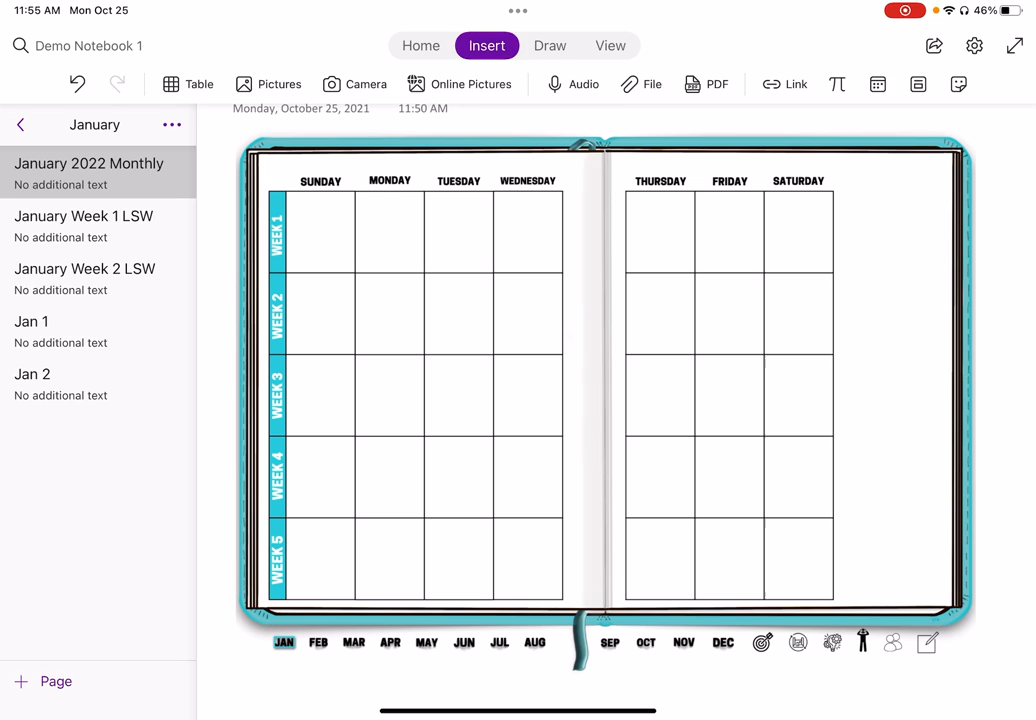 11:55 AM Mon Oct 25
46%
Demo Notebook 1
Home Insert Draw View
Table Pictures Camera Online Pictures Audio File PDF Link
January
Monday, October 25, 2021 11:50 AM
January 2022 Monthly
No additional text
January Week 1 LSW
No additional text
January Week 2 LSW
No additional text
Jan 1
No additional text
Jan 2
No additional text
Page
SUNDAY MONDAY TUESDAY WEDNESDAY THURSDAY FRIDAY SATURDAY
WEEK 1
WEEK 2
WEEK 3
WEEK 4
WEEK 5
JAN FEB MAR APR MAY JUN JUL AUG SEP OCT NOV DEC